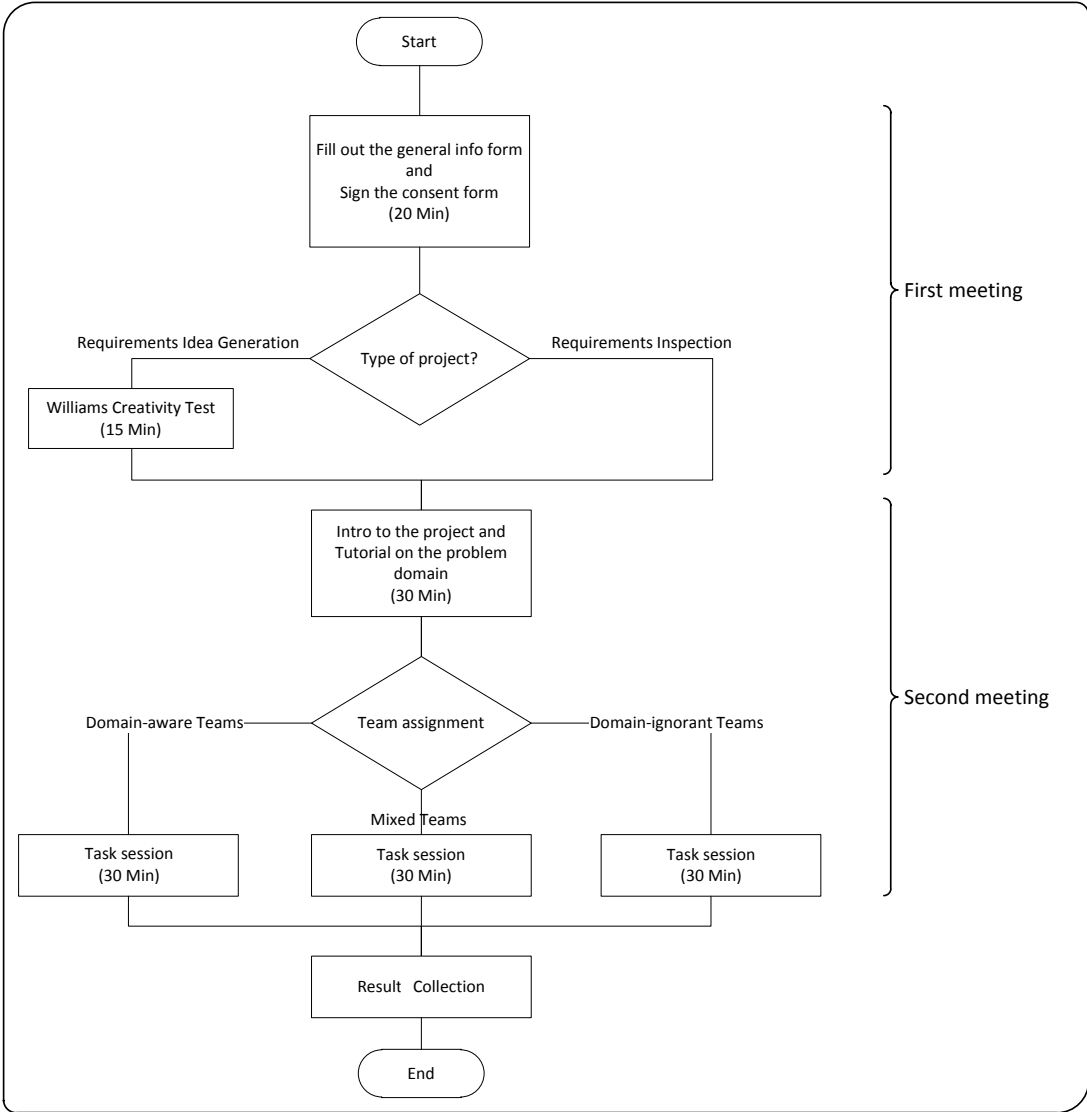 Start
Fill out the general info form
and
Sign the consent form
(20 Min)
First meeting
Requirements Idea Generation
Type of project?
Requirements Inspection
Williams Creativity Test
(15 Min)
Intro to the project and
Tutorial on the problem
domain
(30 Min)
Second meeting
Domain-aware Teams
Team assignment
Domain-ignorant Teams
Mixed Teams
Task session
(30 Min)
Task session
(30 Min)
Task session
(30 Min)
Result Collection
End